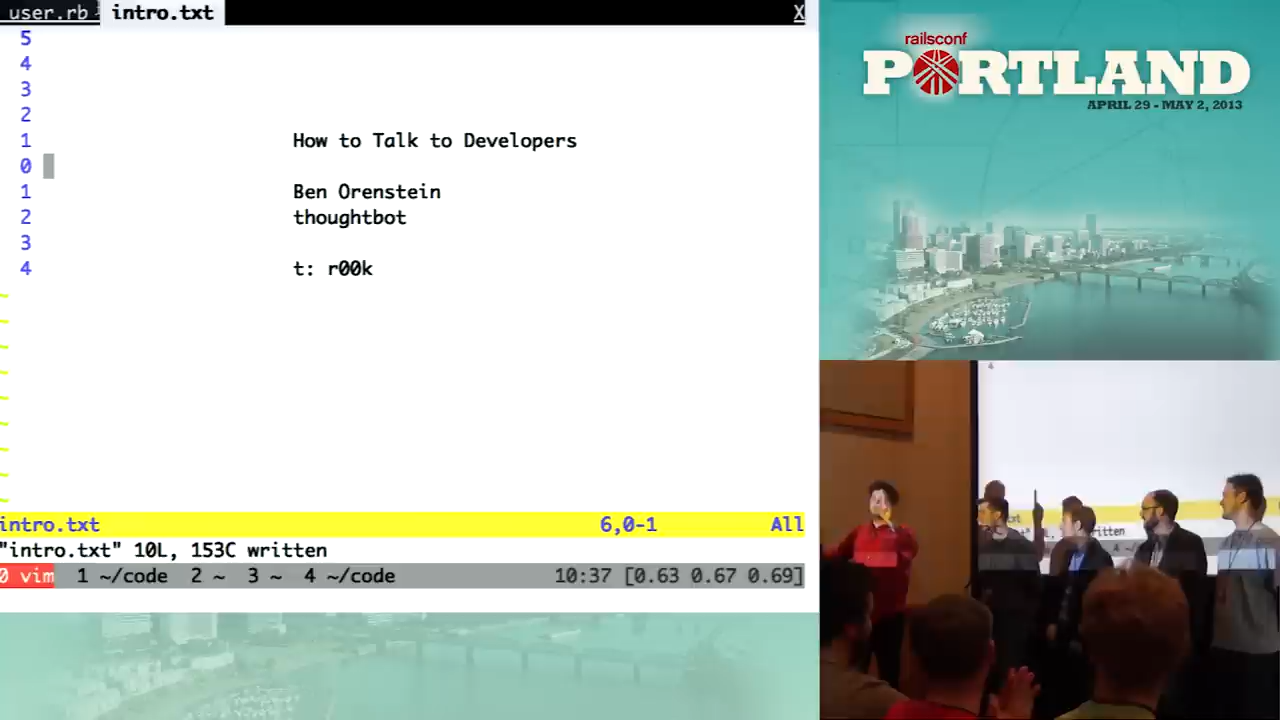 user.rb intro.txt X
5
4
3
2
1 How to Talk to Developers
0
1 Ben Orenstein
2 thoughtbot
3
4 t: r00k
~
~
~
~
~
~
~
~
~
intro.txt 6,0-1 All
"intro.txt" 10L, 153C written
0 vim 1 ~/code 2 ~ 3 ~ 4 ~/code 10:37 [0.63 0.67 0.69]
railsconf
PORTLAND
APRIL 29 - MAY 2, 2013